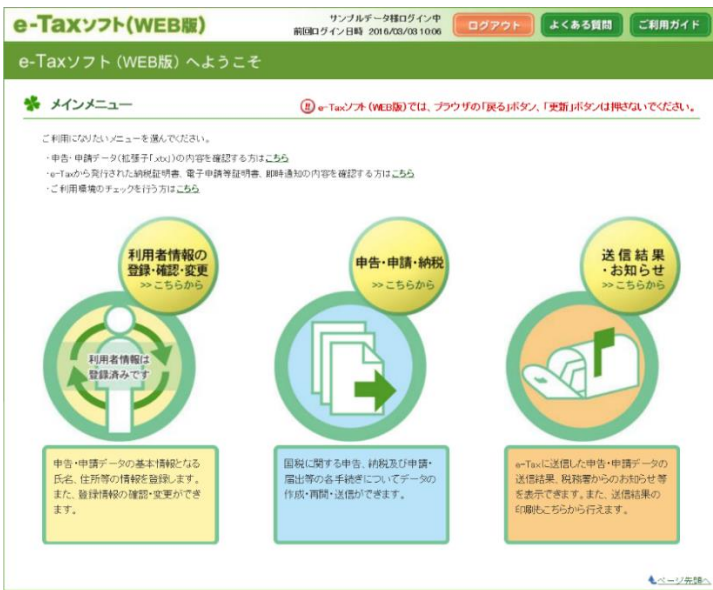 e-Taxソフト(WEB版)
サンプルデータ様ログイン中
前回ログイン日時 2016/03/03 10:06
ログアウト
よくある質問
ご利用ガイド
e-Taxソフト(WEB版)へようこそ
メインメニュー
e-Taxソフト(WEB版)では、ブラウザの「戻る」ボタン、「更新」ボタンは押さないでください。
ご利用になりたいメニューを選んでください。
・申告・申請データ(拡張子「.xtx」)の内容を確認する方はこちら
・e-Taxから発行された納税証明書、電子申請等証明書、即時通知の内容を確認する方はこちら
・ご利用環境のチェックを行う方はこちら
利用者情報の
登録・確認・変更
>>こちらから
利用者情報は
登録済みです
申告・申請データの基本情報となる
氏名、住所等の情報を登録します。
また、登録情報の確認・変更ができ
ます。
申告・申請・納税
>>こちらから
国税に関する申告、納税及び申請・
届出等の各手続きについてデータの
作成・再開・送信ができます。
送信結果
・お知らせ
>>こちらから
e-Taxに送信した申告・申請データの
送信結果、税務署からのお知らせ等
を表示できます。また、送信結果の
印刷もこちらから行えます。
ページ先頭へ